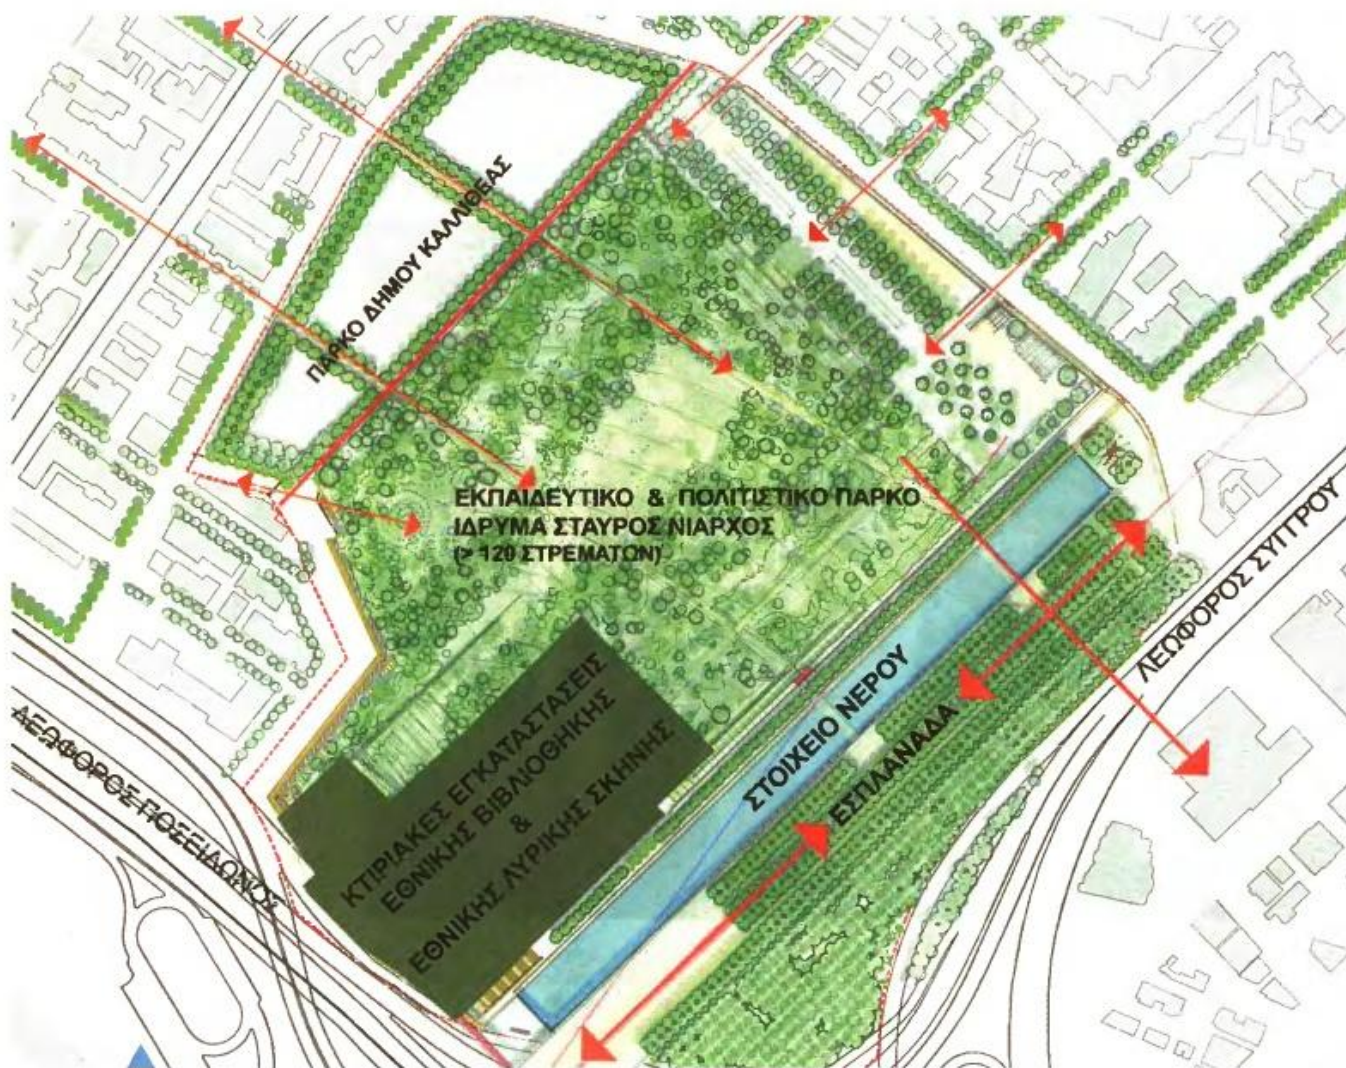 ΠΑΡΚΟ ΔΗΜΟΥ ΚΑΛΛΙΘΕΑΣ
ΕΚΠΑΙΔΕΥΤΙΚΟ & ΠΟΛΙΤΙΣΤΙΚΟ ΠΑΡΚΟ
ΙΔΡΥΜΑ ΣΤΑΥΡΟΣ ΝΙΑΡΧΟΣ
(> 120 ΣΤΡΕΜΑΤΩΝ)
ΛΕΩΦΟΡΟΣ ΣΥΓΓΡΟΥ
ΣΤΟΙΧΕΙΟ ΝΕΡΟΥ
ΕΣΠΛΑΝΑΔΑ
ΚΤΙΡΙΑΚΕΣ ΕΓΚΑΤΑΣΤΑΣΕΙΣ
ΕΘΝΙΚΗΣ ΒΙΒΛΙΟΘΗΚΗΣ
&
ΕΘΝΙΚΗΣ ΛΥΡΙΚΗΣ ΣΚΗΝΗΣ
ΛΕΩΦΟΡΟΣ ΠΟΣΕΙΔΩΝΟΣ